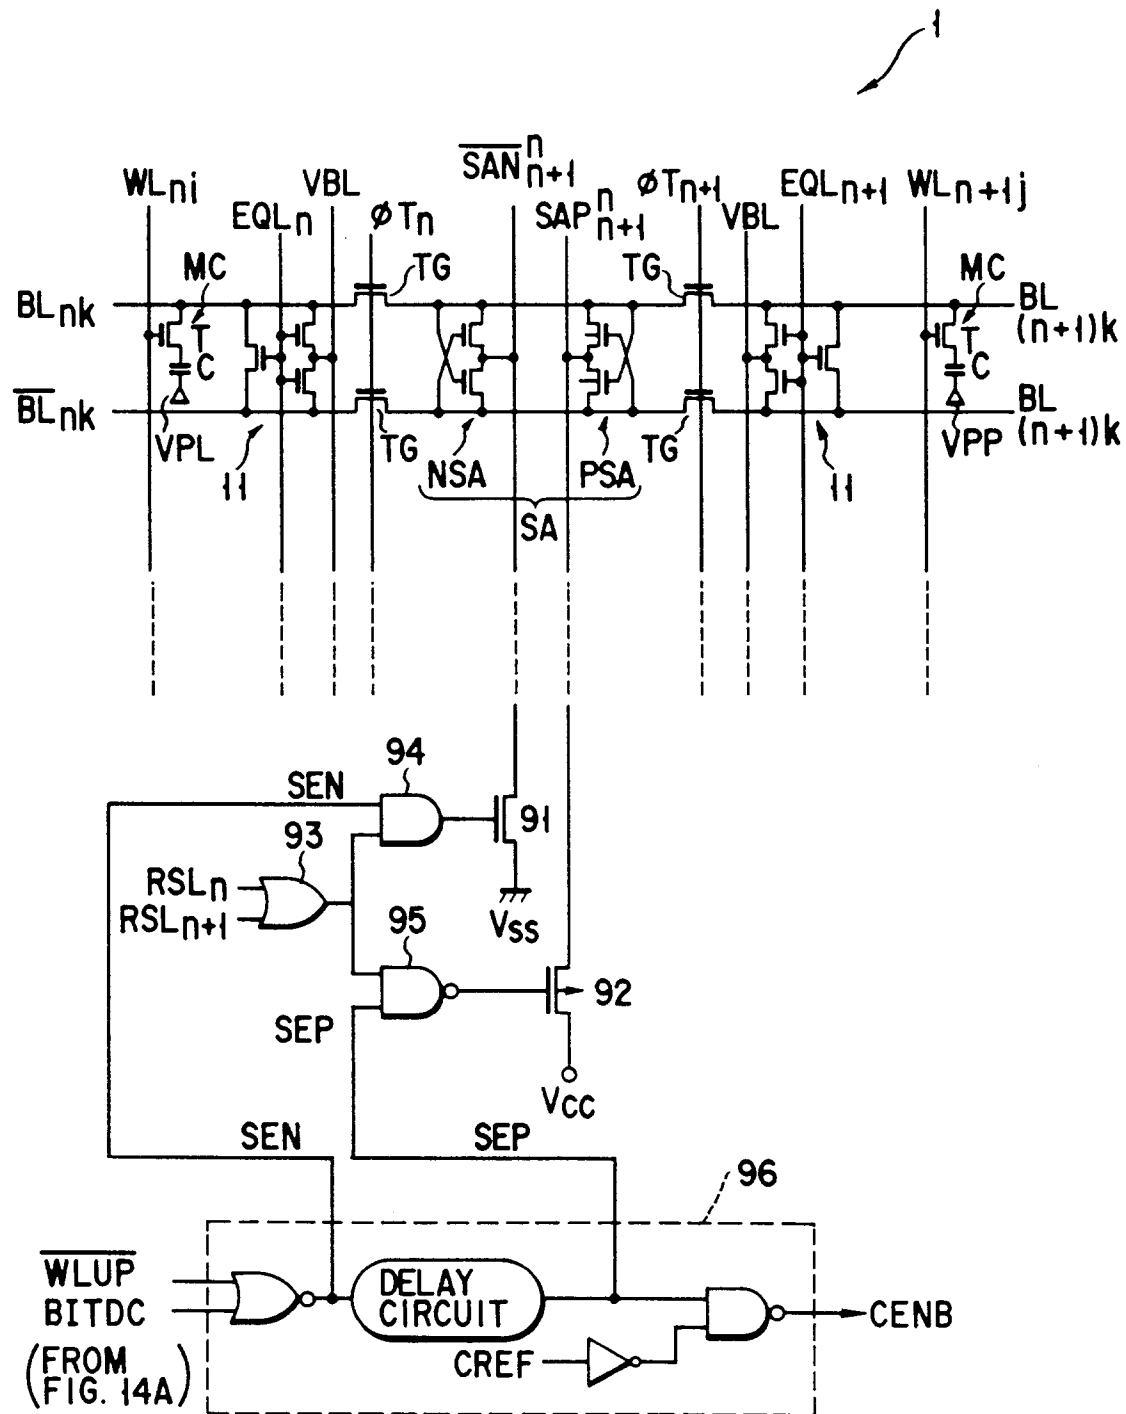 1
SAN n n+1
WLni
VBL
EQLn
øTn
SAP n n+1
øTn+1
VBL
EQLn+1
WLn+1j
MC
TG
TG
MC
BLnk
T
C
T
C
BL (n+1)k
BLnk
VPL
TG
NSA
PSA
TG
VPP
BL (n+1)k
11
SA
11
94
SEN
91
93
RSLn
RSLn+1
VSS
95
92
SEP
VCC
SEN
SEP
96
WLUP
BITDC
DELAY
CIRCUIT
CENB
CREF
(FROM
FIG. 14A)